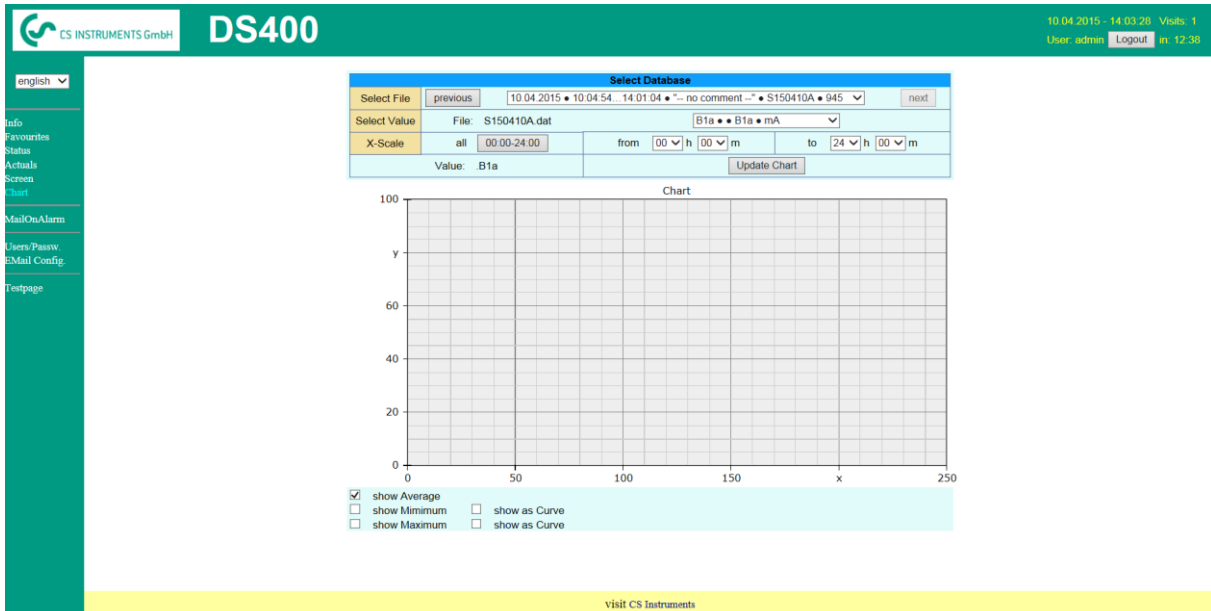 CS INSTRUMENTS GmbH
DS400
10.04.2015 - 14:03:28 Visits: 1
User: admin Logout in: 12:38
english
Info
Favourites
Status
Actuals
Screen
Chart
MailOnAlarm
Users/Passw.
EMail Config.
Testpage
Select Database
Select File previous 10.04.2015 ● 10:04:54...14:01:04 ● "-- no comment --" ● S150410A ● 945 next
Select Value File: S150410A.dat B1a ● ● B1a ● mA
X-Scale all 00:00-24:00 from 00 h 00 m to 24 h 00 m
Value: .B1a Update Chart
Chart
100
y
60
40
20
0
0 50 100 150 x 250
show Average
show Mimimum show as Curve
show Maximum show as Curve
visit CS Instruments